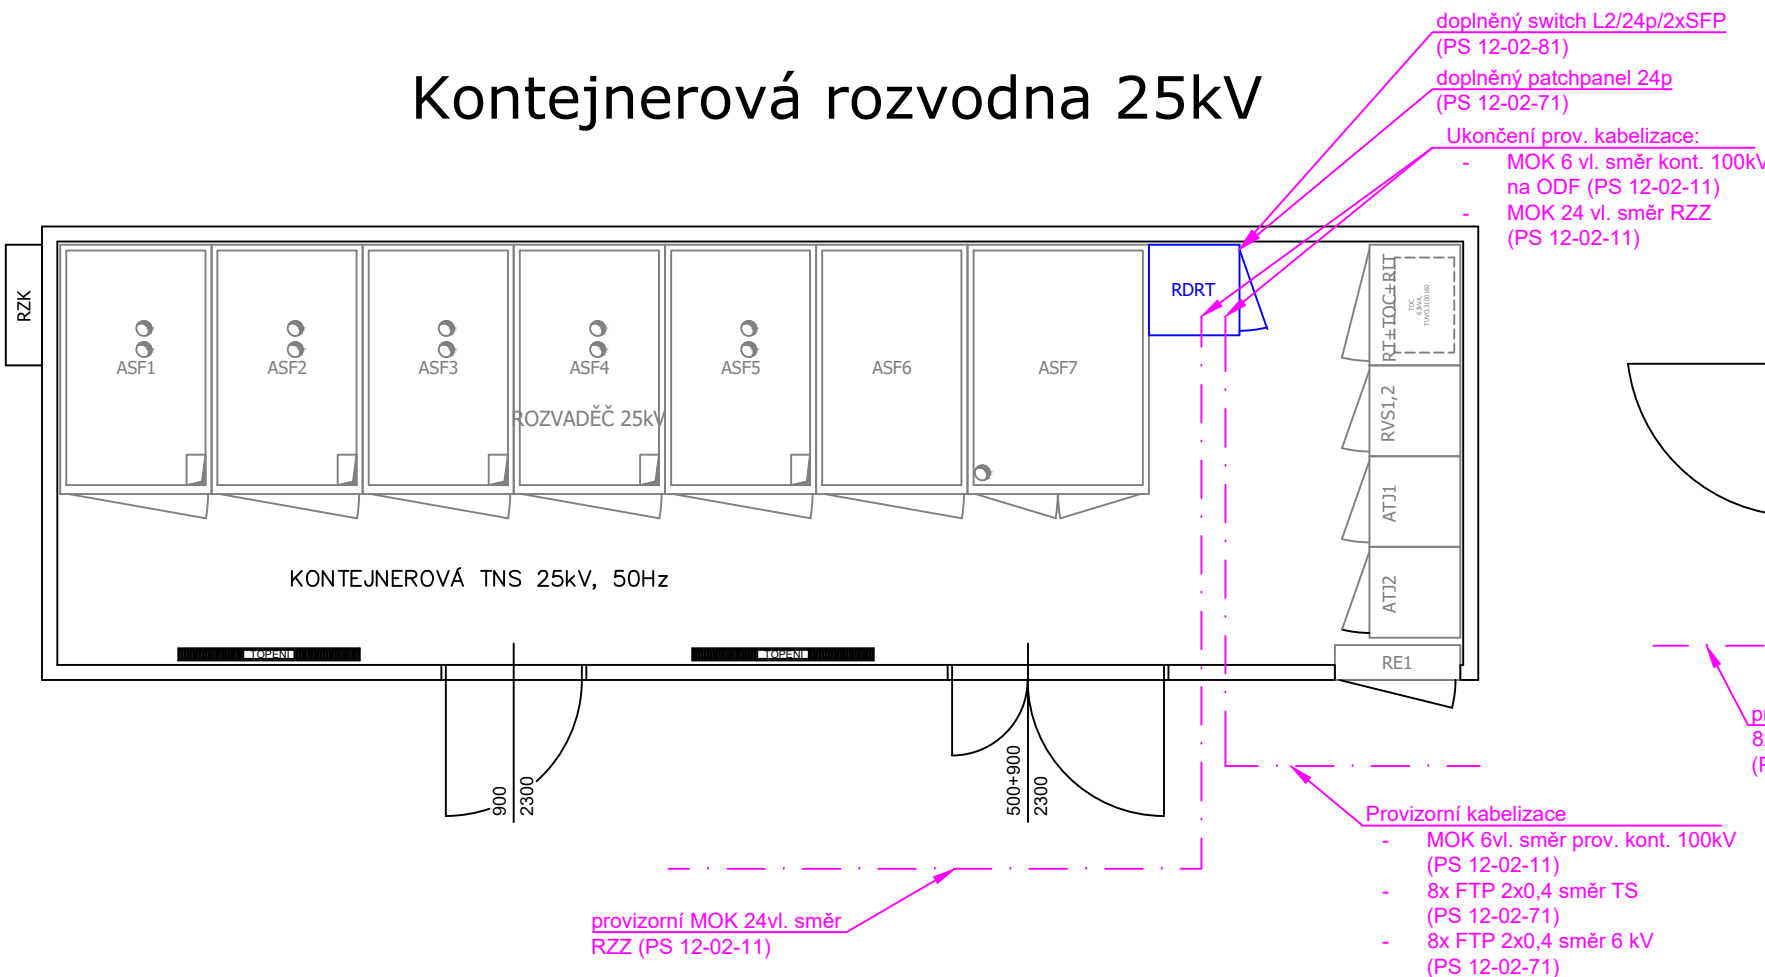 doplněný switch L2/24p/2xSFP
(PS 12-02-81)
Kontejnerová rozvodna 25kV
doplněný patchpanel 24p
(PS 12-02-71)
Ukončení prov. kabelizace:
- MOK 6 vl. směr kont. 100kV
na ODF (PS 12-02-11)
- MOK 24 vl. směr RZZ
(PS 12-02-11)
RZK
RDRT
RT+TOC+RIT
TOC
ASF1
ASF2
ASF3
ASF4
ASF5
ASF6
ASF7
ROZVADĚČ 25kV
RVS1,2
ATJ1
ATJ2
KONTEJNEROVÁ TNS 25kV, 50Hz
TOPENÍ
TOPENÍ
RE1
900
2300
500+900
2300
Provizorní kabelizace
- MOK 6vl. směr prov. kont. 100kV
(PS 12-02-11)
- 8x FTP 2x0,4 směr TS
(PS 12-02-71)
- 8x FTP 2x0,4 směr 6 kV
(PS 12-02-71)
provizorní MOK 24vl. směr
RZZ (PS 12-02-11)